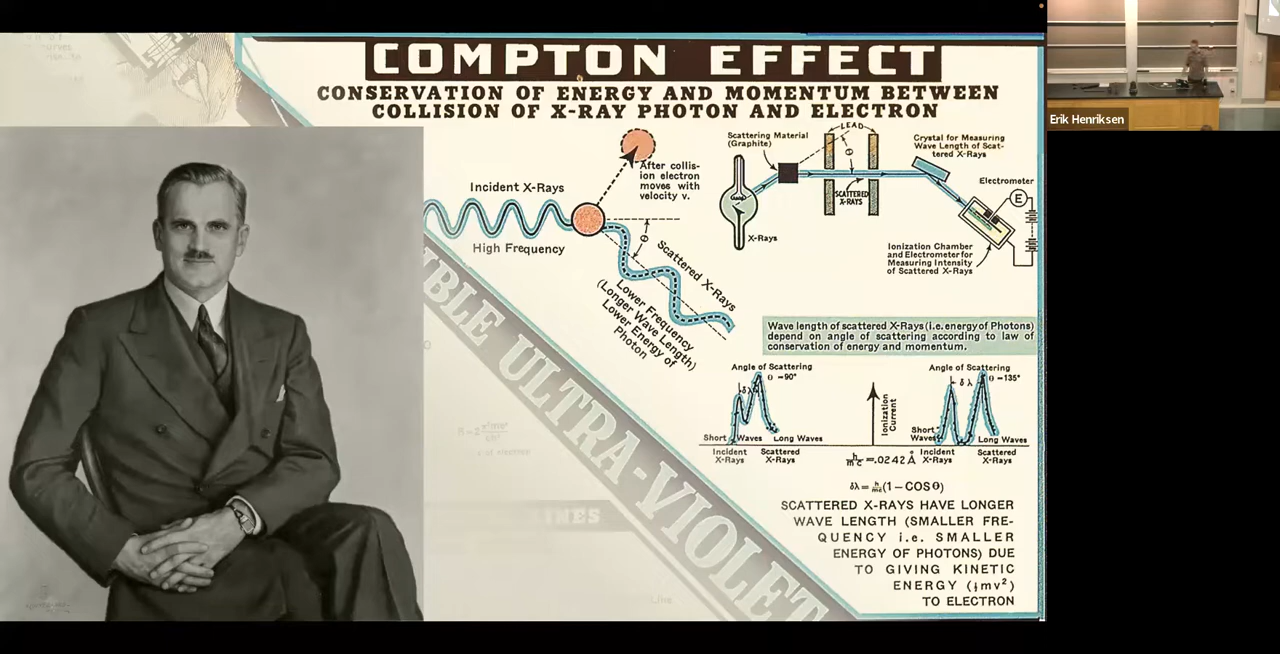 COMPTON EFFECT
CONSERVATION OF ENERGY AND MOMENTUM BETWEEN
COLLISION OF X-RAY PHOTON AND ELECTRON
Erik Henriksen
After collis-
ion electron
moves with
velocity v.
Incident X-Rays
High Frequency
θ
Scattered X-Rays
Lower Frequency
(Longer Wave Length)
Lower Energy of
Photon
Scattering Material
(Graphite)
LEAD
θ
SCATTERED
X-RAYS
X-Rays
Crystal for Measuring
Wave Length of Scat-
tered X-Rays
Electrometer
E
Ionization Chamber
and Electrometer for
Measuring Intensity
of Scattered X-Rays
Wave length of scattered X-Rays (i.e. energy of Photons)
depend on angle of scattering according to law of
conservation of energy and momentum.
Angle of Scattering
θ=90°
δλ
Short Waves
Long Waves
Incident
X-Rays
Scattered
X-Rays
Ionization
Current
Angle of Scattering
θ=135°
δλ
Short
Waves
Long Waves
Incident
X-Rays
Scattered
X-Rays
h/mc = .0242 Å
δλ = h/mc (1-COS θ)
SCATTERED X-RAYS HAVE LONGER
WAVE LENGTH (SMALLER FRE-
QUENCY i.e. SMALLER
ENERGY OF PHOTONS) DUE
TO GIVING KINETIC
ENERGY (½mv²)
TO ELECTRON
IBLE ULTRA-VIOLET
INES
Line